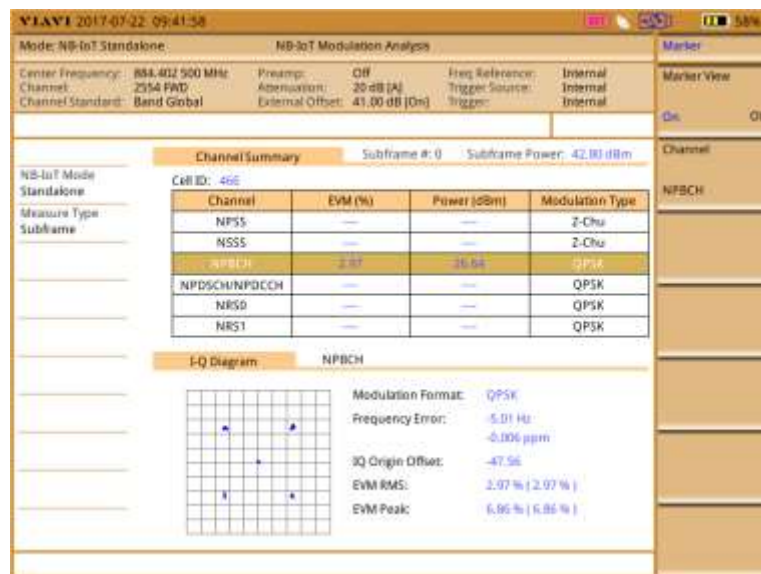 VIAVI 2017-07-22 09:41:58 58%
Mode: NB-IoT Standalone NB-IoT Modulation Analysis Marker
Center Frequency: 884.402 500 MHz Preamp: Off Freq Reference: Internal
Channel: 2554 FWD Attenuation: 20 dB [A] Trigger Source: Internal
Channel Standard: Band Global External Offset: 41.00 dB [On] Trigger: Internal
Marker View
On
Channel
NPBCH
NB-IoT Mode
Standalone
Measure Type
Subframe
Channel Summary Subframe #: 0 Subframe Power: 42.80 dBm
Cell ID: 466
Channel EVM (%) Power (dBm) Modulation Type
NPSS --- --- Z-Chu
NSSS --- --- Z-Chu
NPBCH 2.97 26.64 QPSK
NPDSCH/NPDCCH --- --- QPSK
NRS0 --- --- QPSK
NRS1 --- --- QPSK
I-Q Diagram NPBCH
Modulation Format: QPSK
Frequency Error: -5.01 Hz
-0.006 ppm
IQ Origin Offset: -47.56
EVM RMS: 2.97 % ( 2.97 % )
EVM Peak: 6.86 % ( 6.86 % )